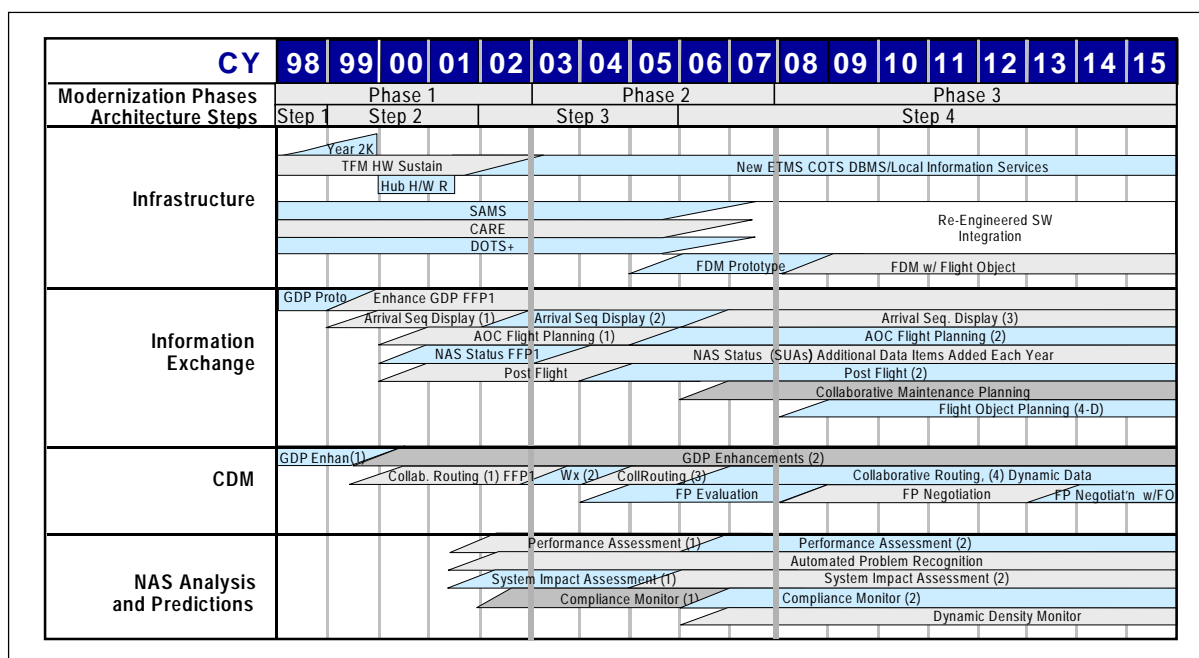 CY 98 99 00 01 02 03 04 05 06 07 08 09 10 11 12 13 14 15
Modernization Phases Phase 1 Phase 2 Phase 3
Architecture Steps Step 1 Step 2 Step 3 Step 4
Year 2K
TFM HW Sustain New ETMS COTS DBMS/Local Information Services
Hub H/W R
Infrastructure
SAMS
CARE
DOTS+
Re-Engineered SW
Integration
FDM Prototype FDM w/ Flight Object
GDP Proto Enhance GDP FFP1
Arrival Seq Display (1) Arrival Seq Display (2) Arrival Seq. Display (3)
Information
Exchange
AOC Flight Planning (1) AOC Flight Planning (2)
NAS Status FFP1 NAS Status (SUAs) Additional Data Items Added Each Year
Post Flight Post Flight (2)
Collaborative Maintenance Planning
Flight Object Planning (4-D)
GDP Enhan(1) GDP Enhancements (2)
CDM
Collab. Routing (1) FFP1 Wx (2) CollRouting (3) Collaborative Routing, (4) Dynamic Data
FP Evaluation FP Negotiation FP Negotiat'n w/FO
Performance Assessment (1) Performance Assessment (2)
Automated Problem Recognition
NAS Analysis
and Predictions
System Impact Assessment (1) System Impact Assessment (2)
Compliance Monitor (1) Compliance Monitor (2)
Dynamic Density Monitor